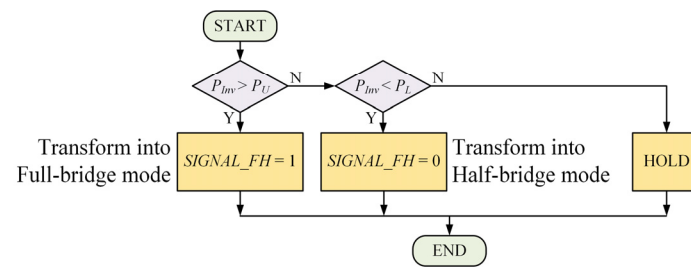 START
P_Inv > P_U
N
P_Inv < P_L
N
Y
Y
Transform into
Full-bridge mode
SIGNAL_FH = 1
SIGNAL_FH = 0
Transform into
Half-bridge mode
HOLD
END